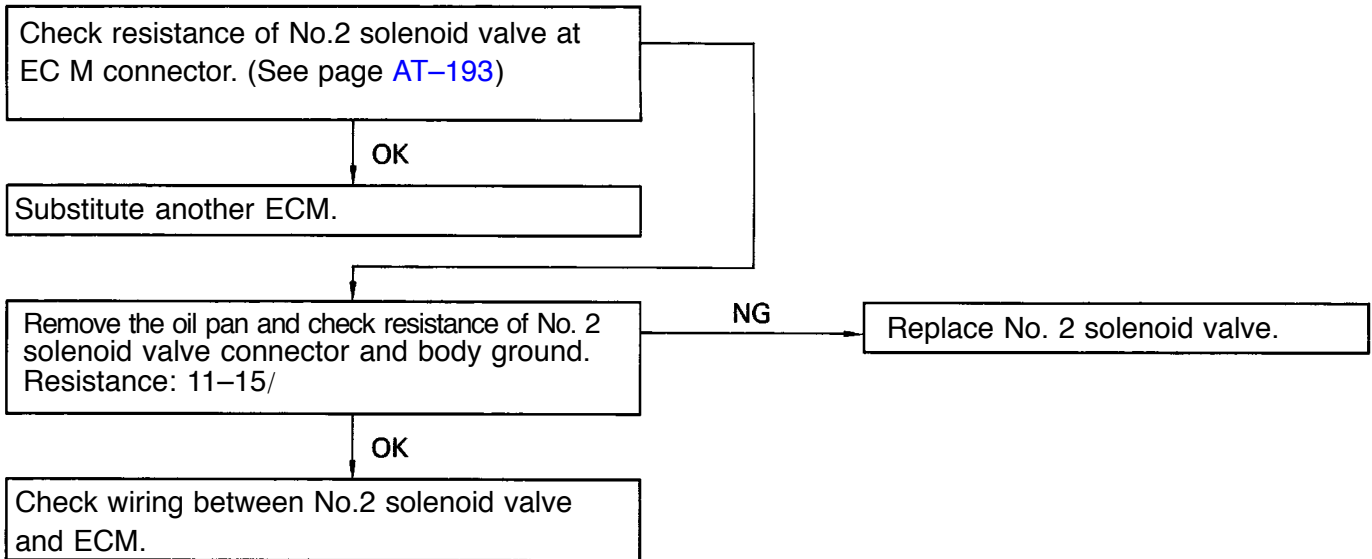 Check resistance of No.2 solenoid valve at
EC M connector. (See page AT–193)
OK
Substitute another ECM.
Remove the oil pan and check resistance of No. 2
solenoid valve connector and body ground.
Resistance: 11–15/
NG
Replace No. 2 solenoid valve.
OK
Check wiring between No.2 solenoid valve
and ECM.